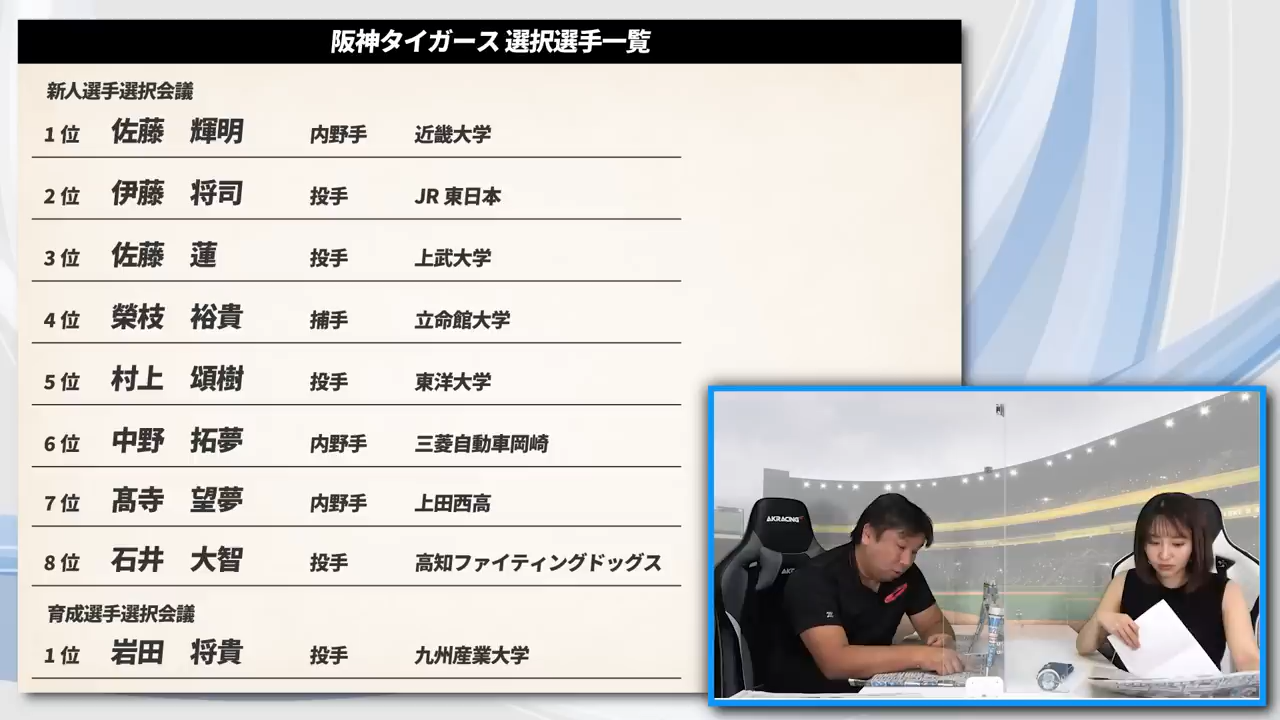 阪神タイガース 選択選手一覧
新人選手選択会議
1位 佐藤 輝明 内野手 近畿大学
2位 伊藤 将司 投手 JR 東日本
3位 佐藤 蓮 投手 上武大学
4位 榮枝 裕貴 捕手 立命館大学
5位 村上 頌樹 投手 東洋大学
6位 中野 拓夢 内野手 三菱自動車岡崎
7位 髙寺 望夢 内野手 上田西高
8位 石井 大智 投手 高知ファイティングドッグス
育成選手選択会議
1位 岩田 将貴 投手 九州産業大学
AKRACING